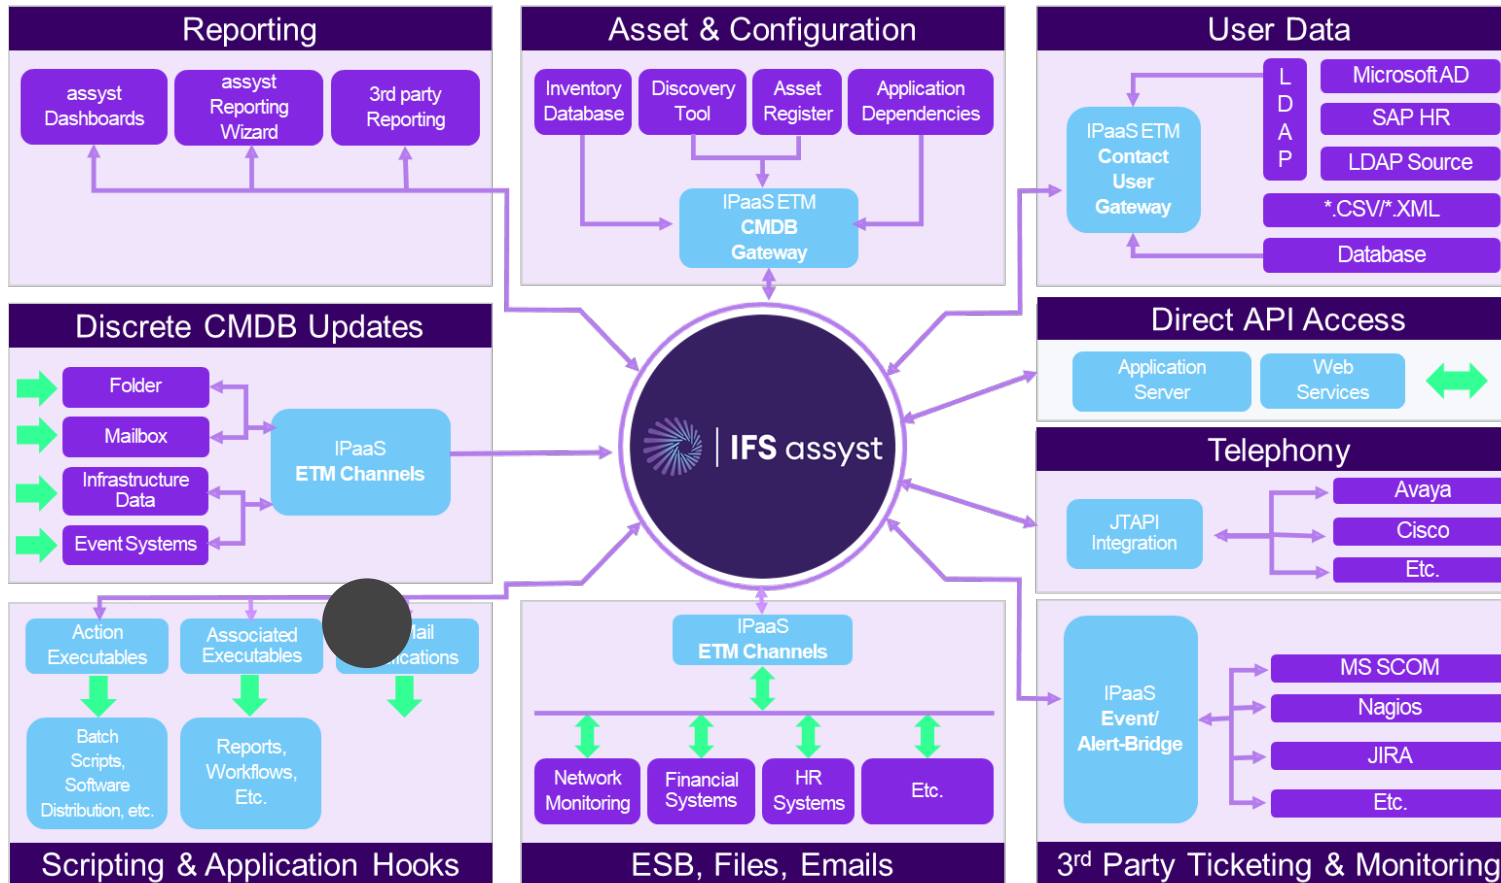 Reporting
assyst
Dashboards
assyst
Reporting
Wizard
3rd party
Reporting
Asset & Configuration
Inventory
Database
Discovery
Tool
Asset
Register
Application
Dependencies
IPaaS ETM
CMDB
Gateway
User Data
IPaaS ETM
Contact
User
Gateway
L
D
A
P
Microsoft AD
SAP HR
LDAP Source
*.CSV/*.XML
Database
Discrete CMDB Updates
Folder
Mailbox
Infrastructure
Data
Event Systems
IPaaS
ETM Channels
IFS assyst
Direct API Access
Application
Server
Web
Services
Telephony
JTAPI
Integration
Avaya
Cisco
Etc.
Action
Executables
Associated
Executables
Batch
Scripts,
Software
Distribution, etc.
Reports,
Workflows,
Etc.
Scripting & Application Hooks
IPaaS
ETM Channels
Network
Monitoring
Financial
Systems
HR
Systems
Etc.
ESB, Files, Emails
IPaaS
Event/
Alert-Bridge
MS SCOM
Nagios
JIRA
Etc.
3rd Party Ticketing & Monitoring